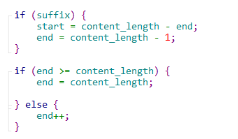 if (suffix) {
    start = content_length - end;
    end = content_length - 1;
}

if (end >= content_length) {
    end = content_length;

} else {
    end++;
}